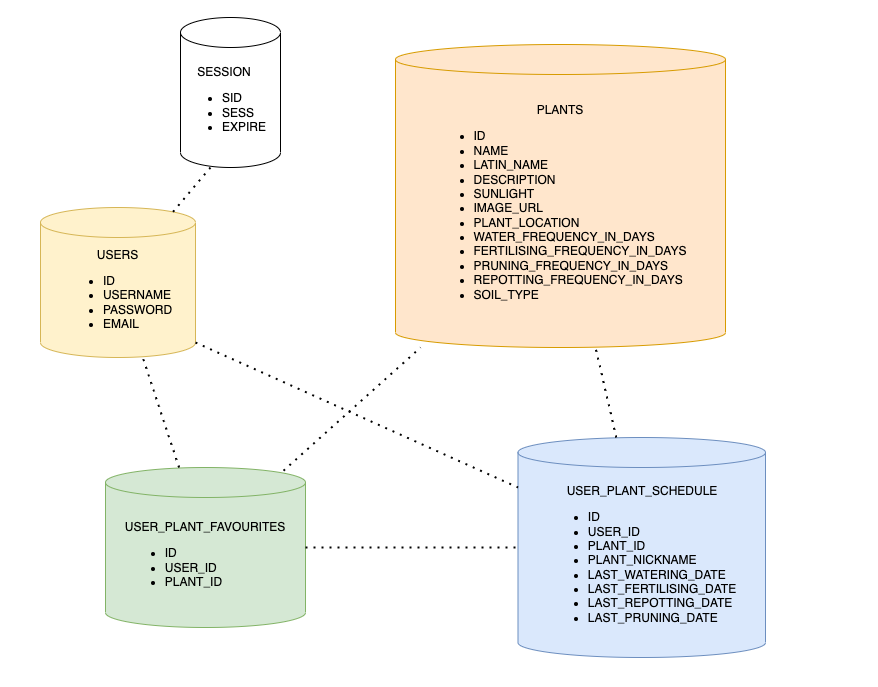 SESSION
SID
SESS
EXPIRE
PLANTS
ID
NAME
LATIN_NAME
DESCRIPTION
SUNLIGHT
IMAGE_URL
PLANT_LOCATION
WATER_FREQUENCY_IN_DAYS
FERTILISING_FREQUENCY_IN_DAYS
PRUNING_FREQUENCY_IN_DAYS
REPOTTING_FREQUENCY_IN_DAYS
SOIL_TYPE
USERS
ID
USERNAME
PASSWORD
EMAIL
USER_PLANT_FAVOURITES
ID
USER_ID
PLANT_ID
USER_PLANT_SCHEDULE
ID
USER_ID
PLANT_ID
PLANT_NICKNAME
LAST_WATERING_DATE
LAST_FERTILISING_DATE
LAST_REPOTTING_DATE
LAST_PRUNING_DATE